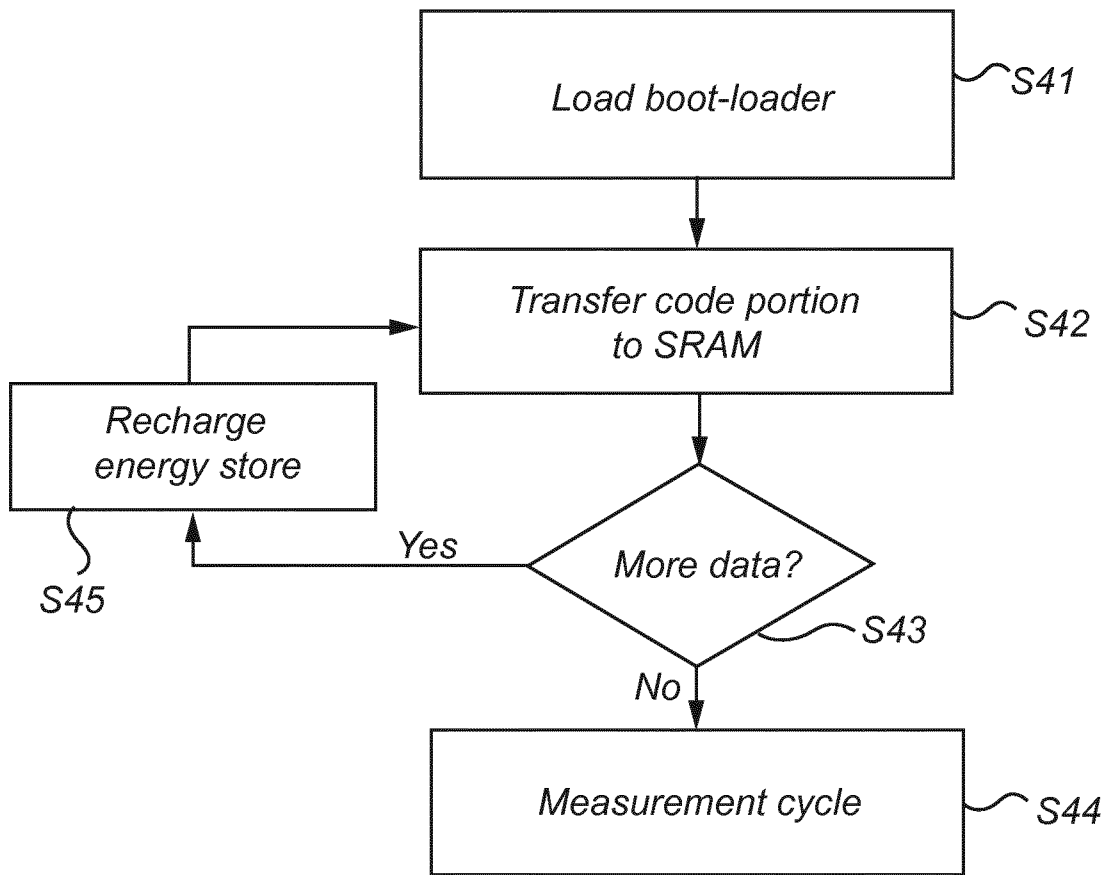 Load boot-loader
S41
Transfer code portion
to SRAM
S42
Recharge
energy store
S45
Yes
More data?
S43
No
Measurement cycle
S44